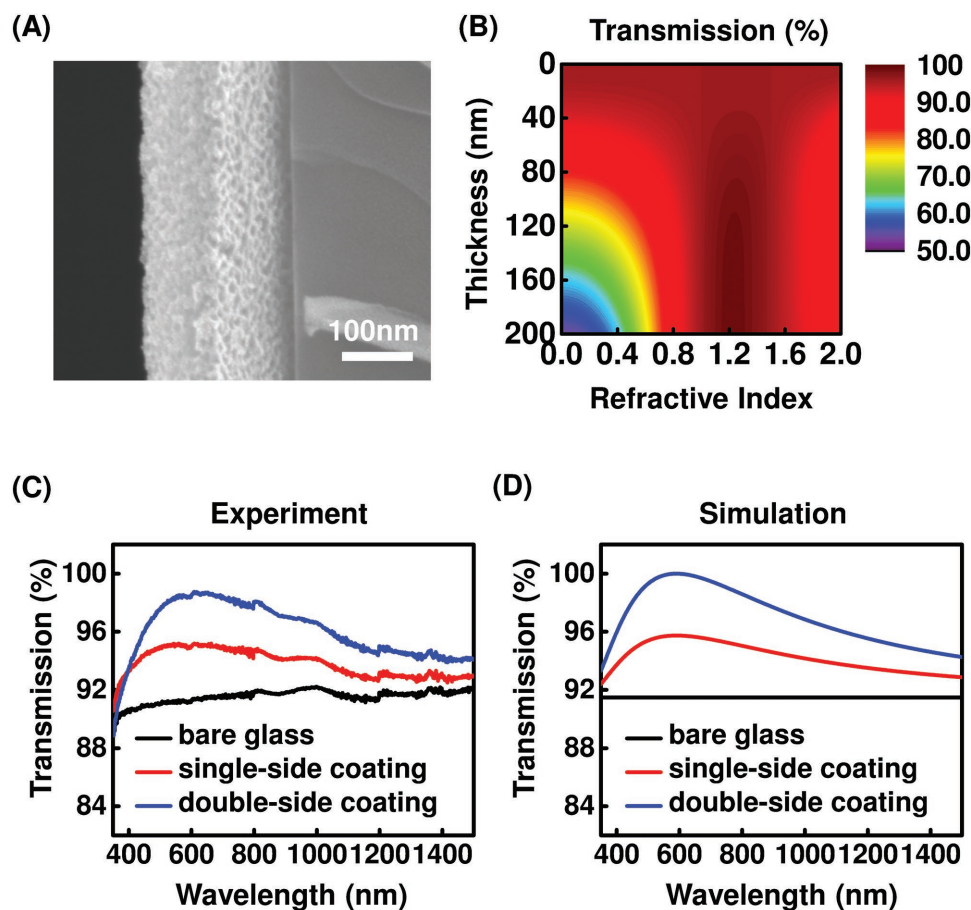 (A)
100nm
(B)
Transmission (%)
Thickness (nm)
0
40
80
120
160
200
0.0 0.4 0.8 1.2 1.6 2.0
Refractive Index
100
90.0
80.0
70.0
60.0
50.0
(C)
Experiment
Transmission (%)
100
96
92
88
84
bare glass
single-side coating
double-side coating
400 600 800 1000 1200 1400
Wavelength (nm)
(D)
Simulation
Transmission (%)
100
96
92
88
84
bare glass
single-side coating
double-side coating
400 600 800 1000 1200 1400
Wavelength (nm)